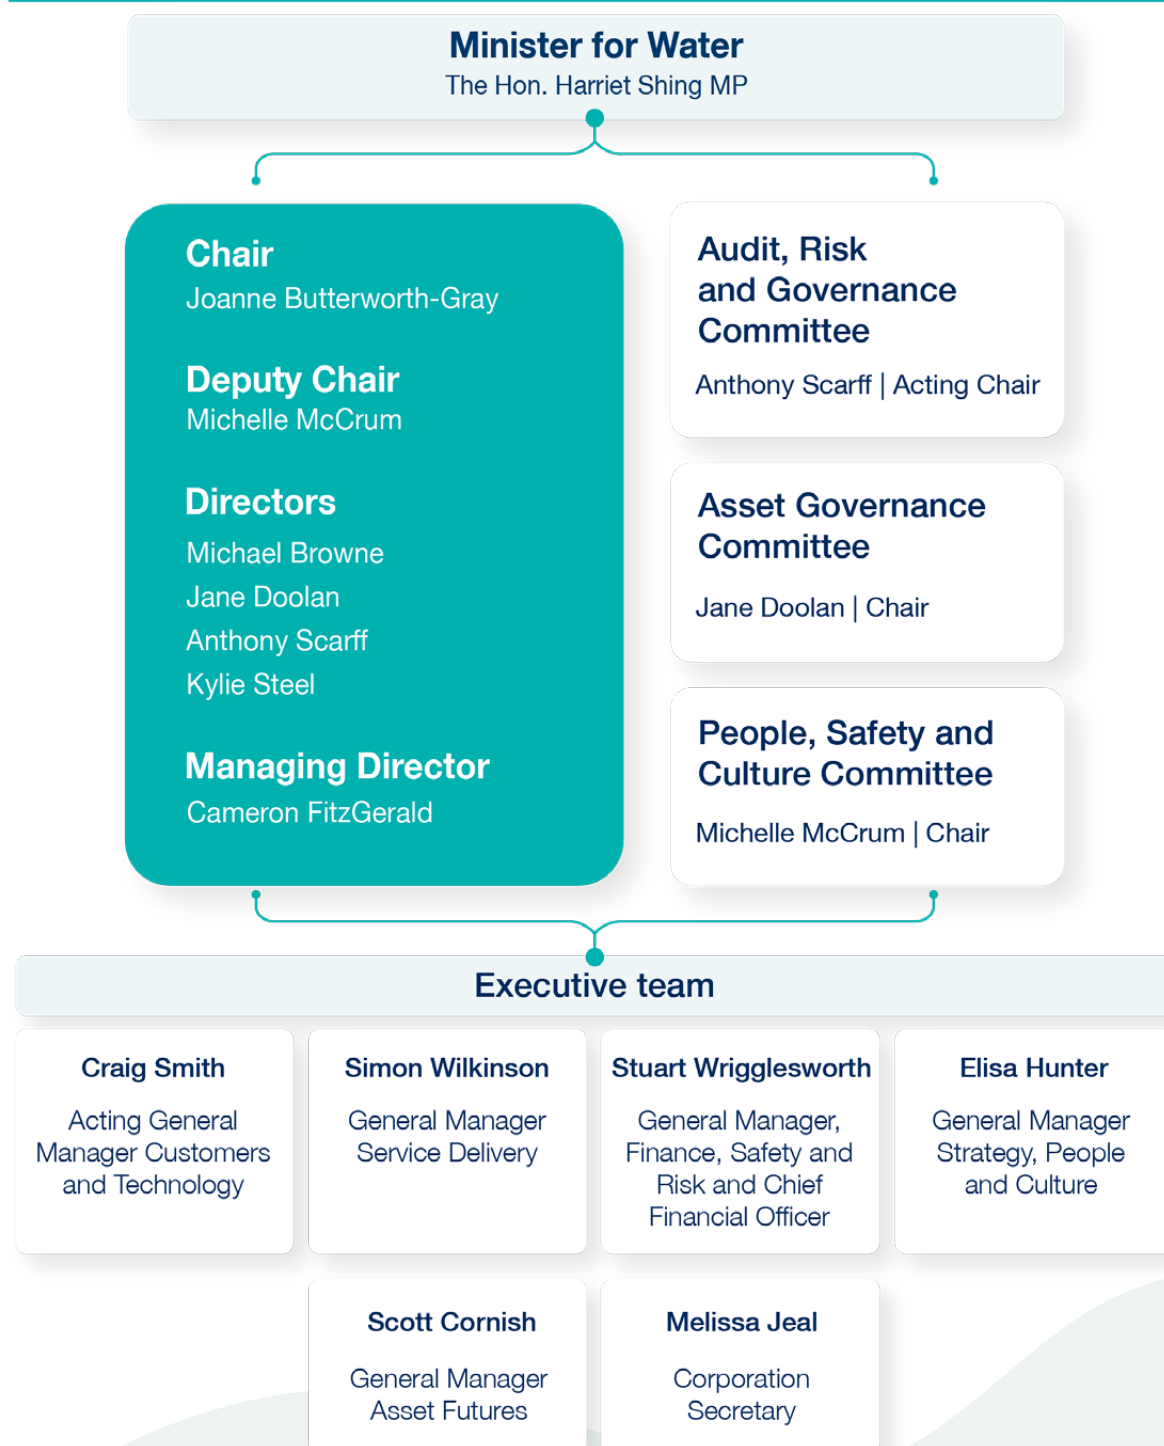 Minister for Water
The Hon. Harriet Shing MP
Chair
Joanne Butterworth-Gray
Deputy Chair
Michelle McCrum
Directors
Michael Browne
Jane Doolan
Anthony Scarff
Kylie Steel
Managing Director
Cameron FitzGerald
Audit, Risk
and Governance
Committee
Anthony Scarff | Acting Chair
Asset Governance
Committee
Jane Doolan | Chair
People, Safety and
Culture Committee
Michelle McCrum | Chair
Executive team
Craig Smith
Acting General
Manager Customers
and Technology
Simon Wilkinson
General Manager
Service Delivery
Stuart Wrigglesworth
General Manager,
Finance, Safety and
Risk and Chief
Financial Officer
Elisa Hunter
General Manager
Strategy, People
and Culture
Scott Cornish
General Manager
Asset Futures
Melissa Jeal
Corporation
Secretary